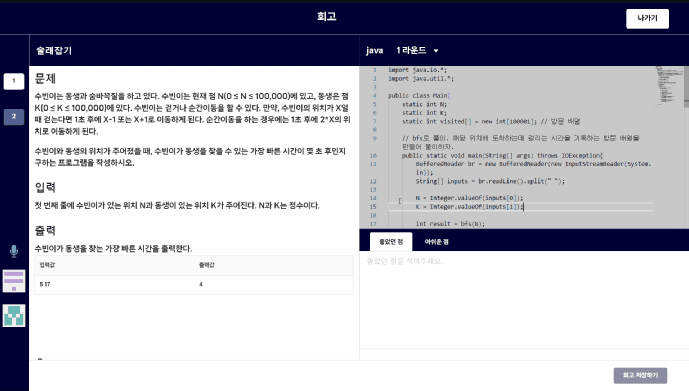 회고
나가기
술래잡기
java 1 라운드
1
2
문제
수빈이는 동생과 숨바꼭질을 하고 있다. 수빈이는 현재 점 N(0 ≤ N ≤ 100,000)에 있고, 동생은 점
K(0 ≤ K ≤ 100,000)에 있다. 수빈이는 걷거나 순간이동을 할 수 있다. 만약, 수빈이의 위치가 X일
때 걷는다면 1초 후에 X-1 또는 X+1로 이동하게 된다. 순간이동을 하는 경우에는 1초 후에 2*X의 위
치로 이동하게 된다.
수빈이와 동생의 위치가 주어졌을 때, 수빈이가 동생을 찾을 수 있는 가장 빠른 시간이 몇 초 후인지
구하는 프로그램을 작성하시오.
입력
첫 번째 줄에 수빈이가 있는 위치 N과 동생이 있는 위치 K가 주어진다. N과 K는 정수이다.
출력
수빈이가 동생을 찾는 가장 빠른 시간을 출력한다.
입력값 출력값
5 17 4
1 import java.io.*;
2 import java.util.*;
3
4 public class Main{
5 static int N;
6 static int K;
7 static int visited[] = new int[100001]; // 방문 배열
8
9 // bfs로 풀이. 해당 위치에 도착하는데 걸리는 시간을 기록하는 방문 배열을
만들어 풀이하자.
10 public static void main(String[] args) throws IOException{
11 BufferedReader br = new BufferedReader(new InputStreamReader(System.
in));
12 String[] inputs = br.readLine().split(" ");
13
14 N = Integer.valueOf(inputs[0]);
15 K = Integer.valueOf(inputs[1]);
16
17 int result = bfs(N);
좋았던 점 아쉬운 점
좋았던 점을 적어주세요.
회고 저장하기